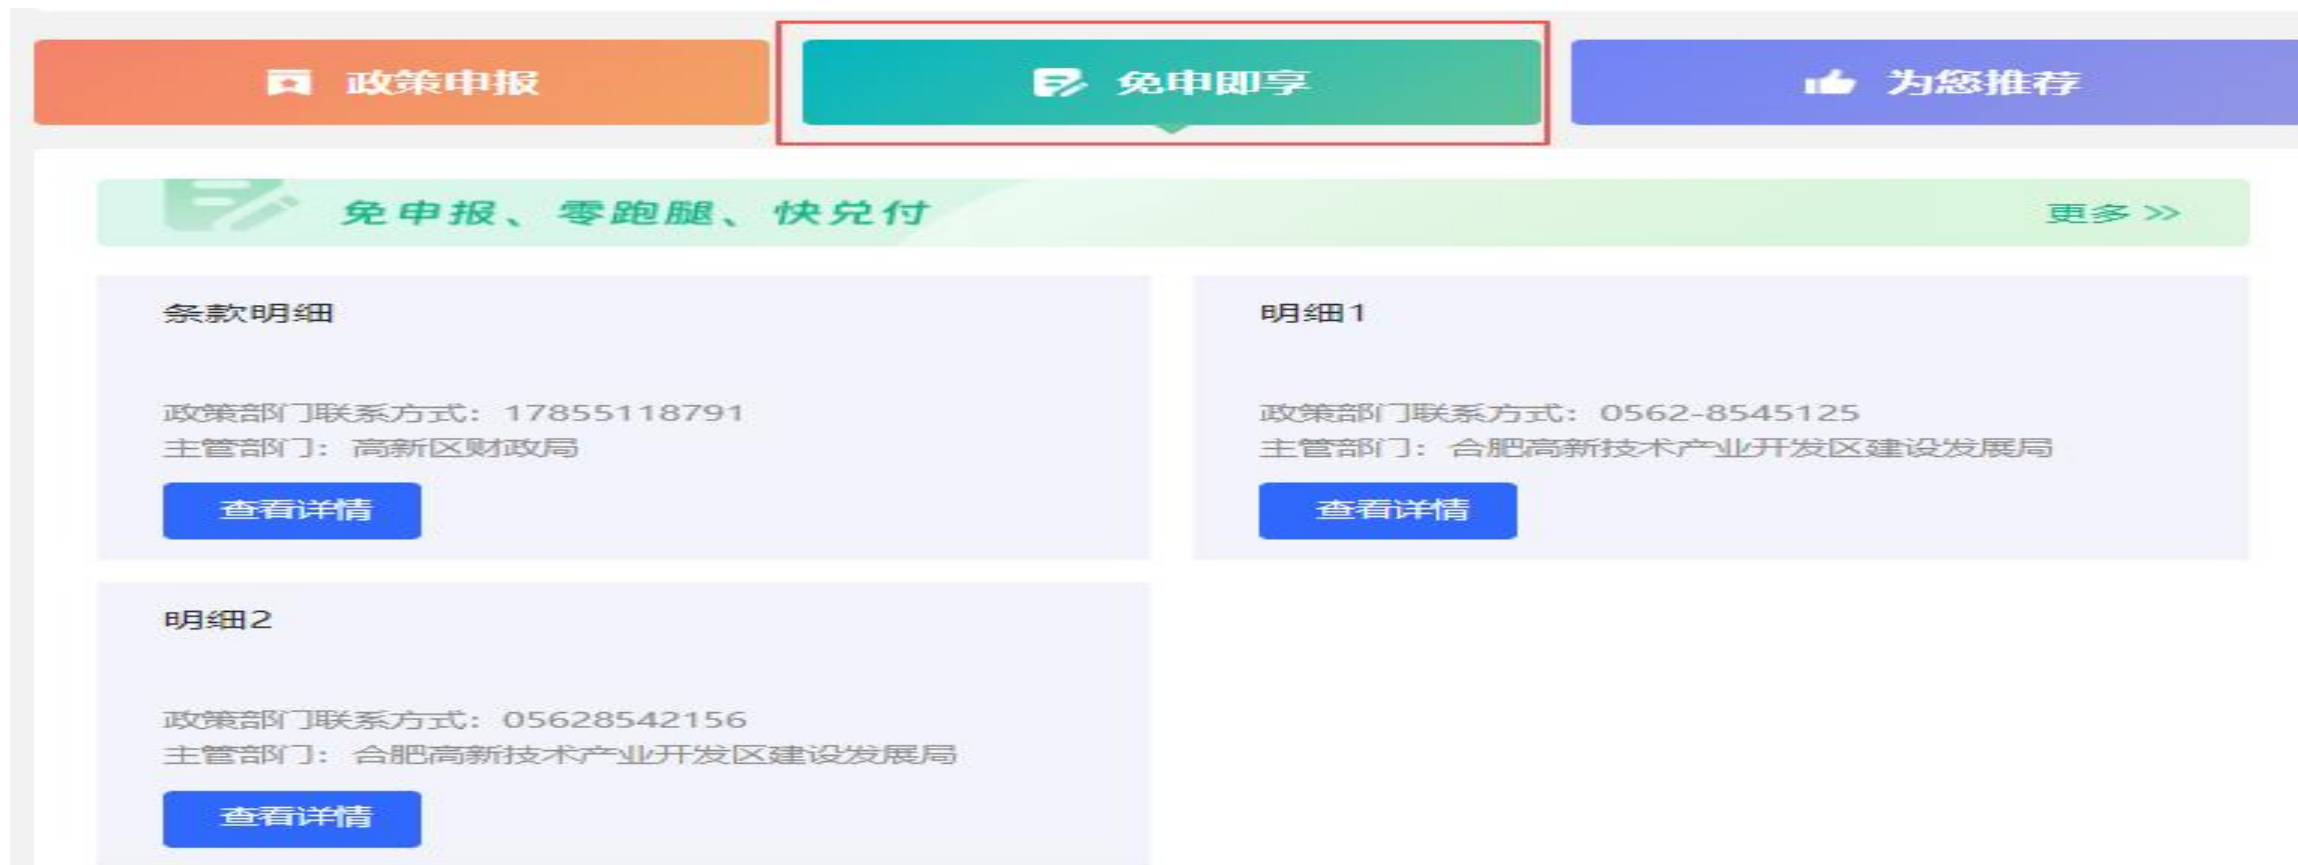 政策申报
免申即享
为您推荐
免申报、零跑腿、快兑付
更多
条款明细
政策部门联系方式：17855118791
主管部门：高新区财政局
查看详情
明细1
政策部门联系方式：0562-8545125
主管部门：合肥高新技术产业开发区建设发展局
查看详情
明细2
政策部门联系方式：05628542156
主管部门：合肥高新技术产业开发区建设发展局
查看详情